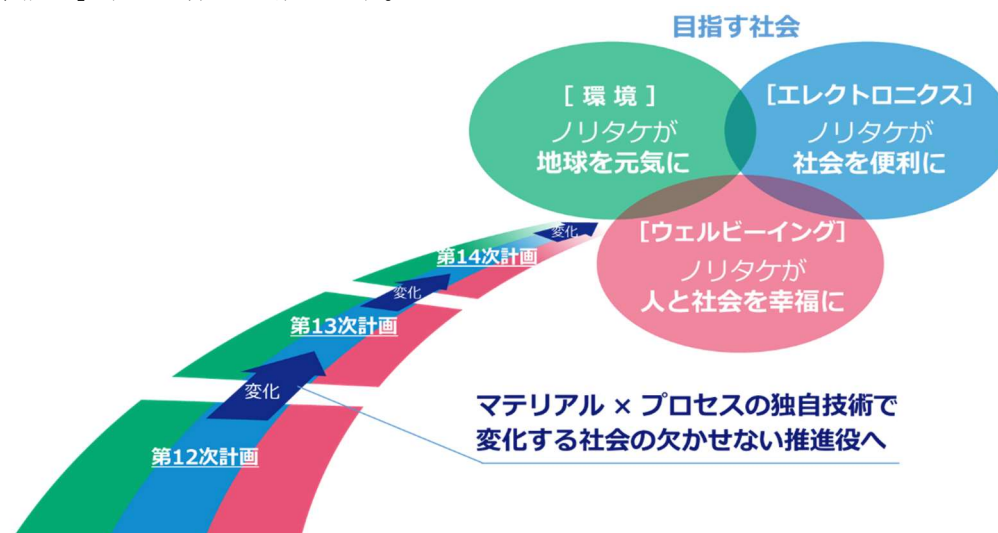 目指す社会
[ 環 境 ]
ノリタケが
地球を元気に
[エレクトロニクス]
ノリタケが
社会を便利に
[ウェルビーイング]
ノリタケが
人と社会を幸福に
変化
第14次計画
変化
第13次計画
変化
第12次計画
マテリアル × プロセスの独自技術で
変化する社会の欠かせない推進役へ